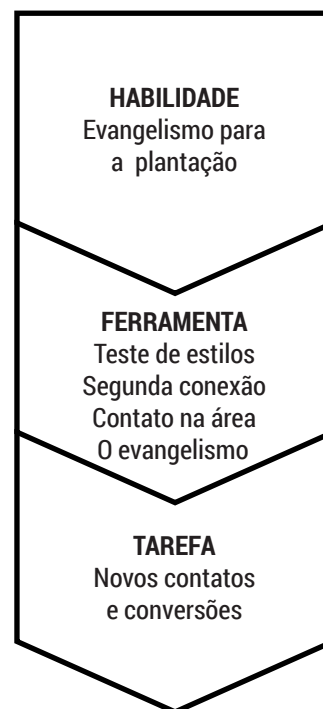 HABILIDADE
Evangelismo para
a plantação
FERRAMENTA
Teste de estilos
Segunda conexão
Contato na área
O evangelismo
TAREFA
Novos contatos
e conversões